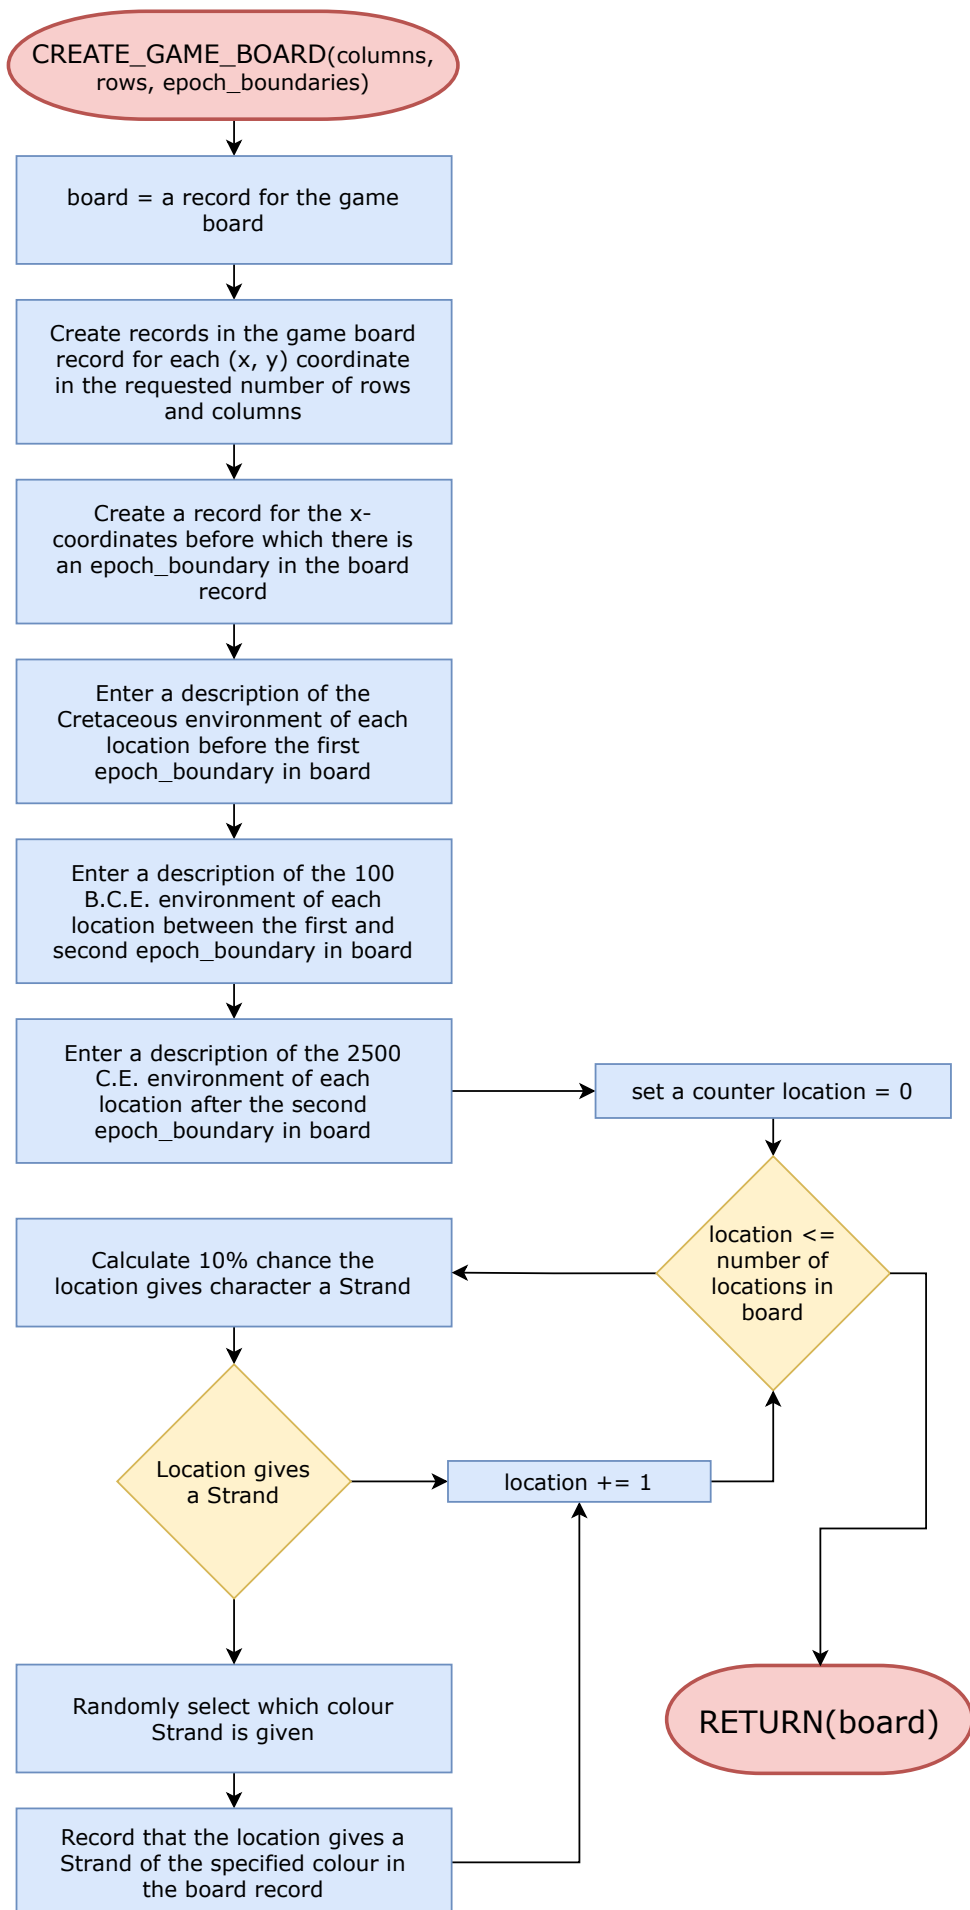 CREATE_GAME_BOARD(columns,
rows, epoch_boundaries)
board = a record for the game
board
Create records in the game board
record for each (x, y) coordinate
in the requested number of rows
and columns
Create a record for the x-
coordinates before which there is
an epoch_boundary in the board
record
Enter a description of the
Cretaceous environment of each
location before the first
epoch_boundary in board
Enter a description of the 100
B.C.E. environment of each
location between the first and
second epoch_boundary in board
Enter a description of the 2500
C.E. environment of each
location after the second
epoch_boundary in board
set a counter location = 0
location <=
number of
locations in
board
Calculate 10% chance the
location gives character a Strand
Location gives
a Strand
location += 1
Randomly select which colour
Strand is given
Record that the location gives a
Strand of the specified colour in
the board record
RETURN(board)